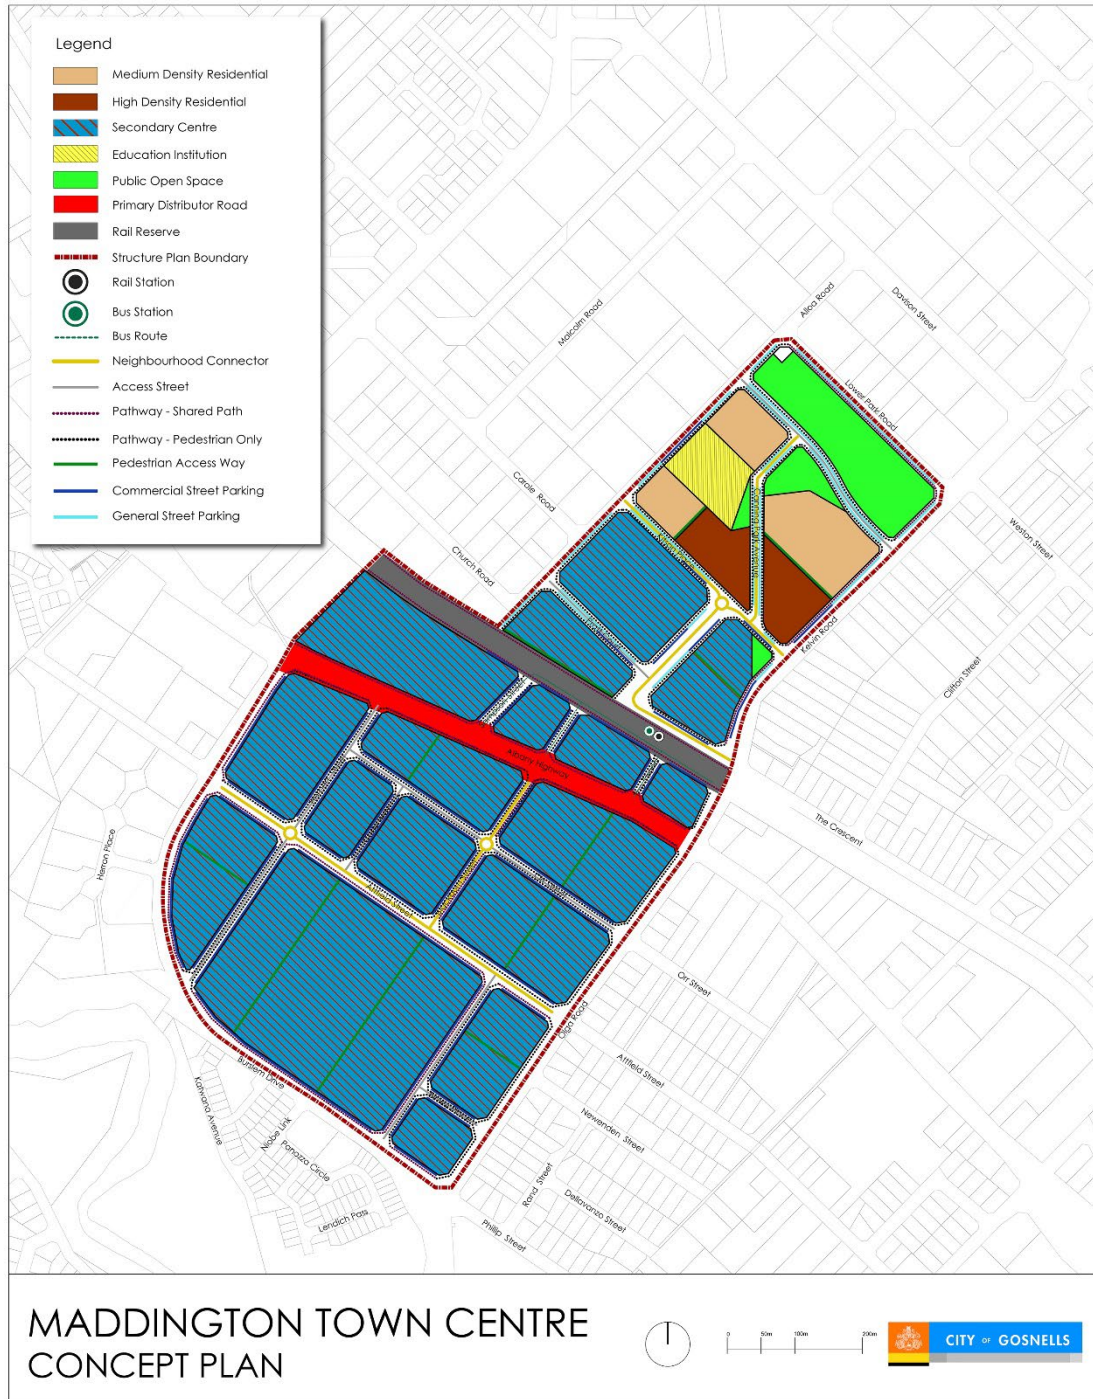 Legend
Medium Density Residential
High Density Residential
Secondary Centre
Education Institution
Public Open Space
Primary Distributor Road
Rail Reserve
Structure Plan Boundary
Rail Station
Bus Station
Bus Route
Neighbourhood Connector
Access Street
Pathway - Shared Path
Pathway - Pedestrian Only
Pedestrian Access Way
Commercial Street Parking
General Street Parking
Alloa Road
Davison Street
Malcolm Road
Lower Park Road
Carole Road
Weston Street
Church Road
Kelvin Road
Clifton Street
Albany Highway
The Crescent
Herron Place
Attfield Street
Orr Street
Olga Road
Attfield Street
Burslem Drive
Katwana Avenue
Niobe Link
Panazza Circle
Newenden Street
Rand Street
Dellavanzo Street
Lendich Pass
Phillip Street
MADDINGTON TOWN CENTRE
CONCEPT PLAN
0 50m 100m 200m
CITY OF GOSNELLS